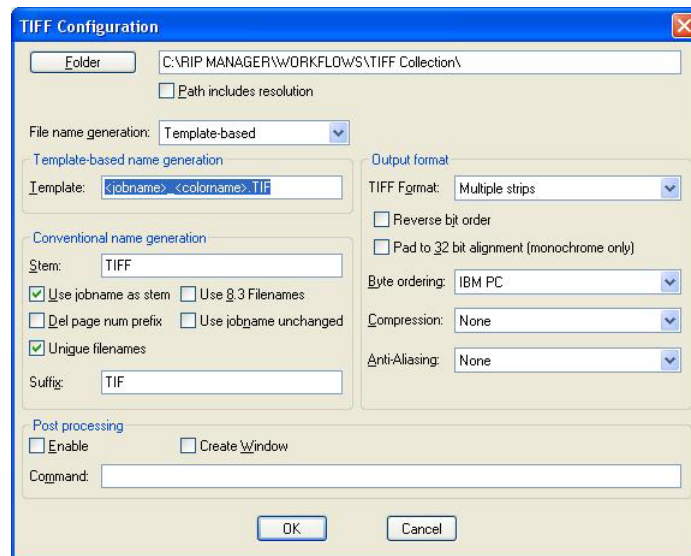 TIFF Configuration
Folder C:\RIP MANAGER\WORKFLOWS\TIFF Collection\
Path includes resolution
File name generation: Template-based
Template-based name generation
Template: <jobname>_<colorname>.TIF
Conventional name generation
Stem: TIFF
Use jobname as stem Use 8.3 Filenames
Del page num prefix Use jobname unchanged
Unigue filenames
Suffix: TIF
Output format
TIFF Format: Multiple strips
Reverse bit order
Pad to 32 bit alignment (monochrome only)
Byte ordering: IBM PC
Compression: None
Anti-Aliasing: None
Post processing
Enable Create Window
Command:
OK Cancel